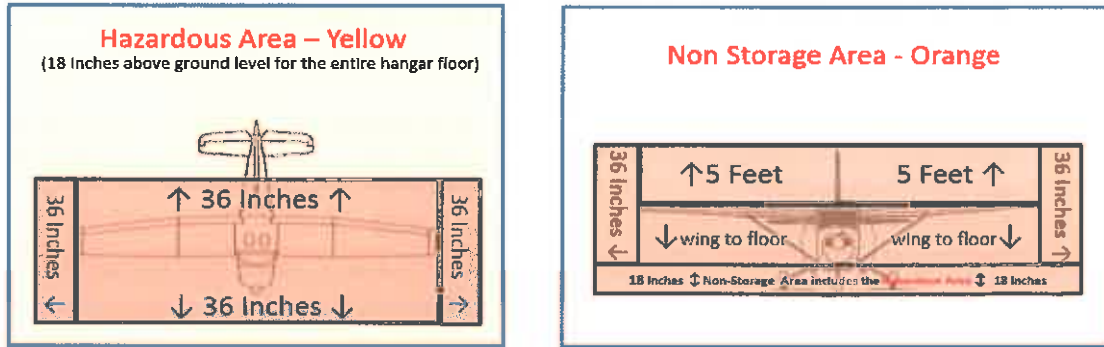 Hazardous Area – Yellow
(18 Inches above ground level for the entire hangar floor)
36 Inches
←
↑ 36 Inches ↑
↓ 36 Inches ↓
36 Inches
→
Non Storage Area - Orange
36 Inches
↓
↑5 Feet
5 Feet ↑
↓wing to floor
wing to floor↓
36 Inches
→
18 Inches ↕ Non-Storage Area includes the Area ↕ 18 Inches